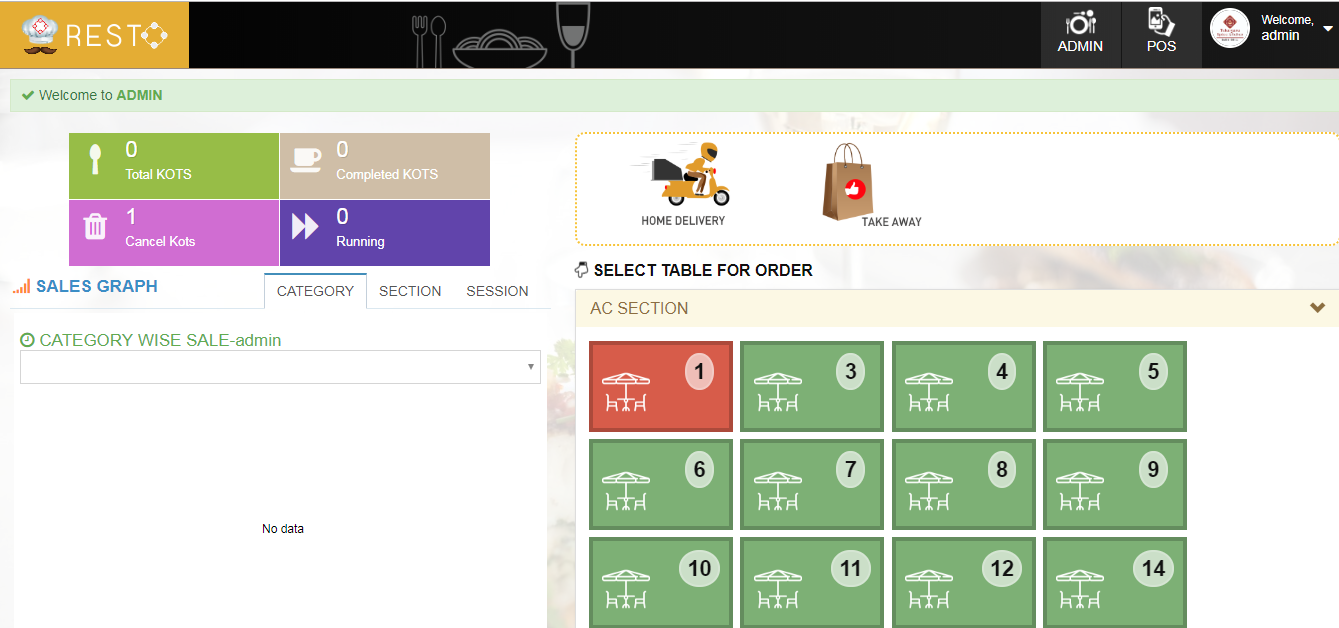 RESTO
ADMIN
POS
Welcome,
admin
Welcome to ADMIN
0
Total KOTS
0
Completed KOTS
1
Cancel Kots
0
Running
HOME DELIVERY
TAKE AWAY
SALES GRAPH
CATEGORY
SECTION
SESSION
SELECT TABLE FOR ORDER
CATEGORY WISE SALE-admin
No data
AC SECTION
1
3
4
5
6
7
8
9
10
11
12
14